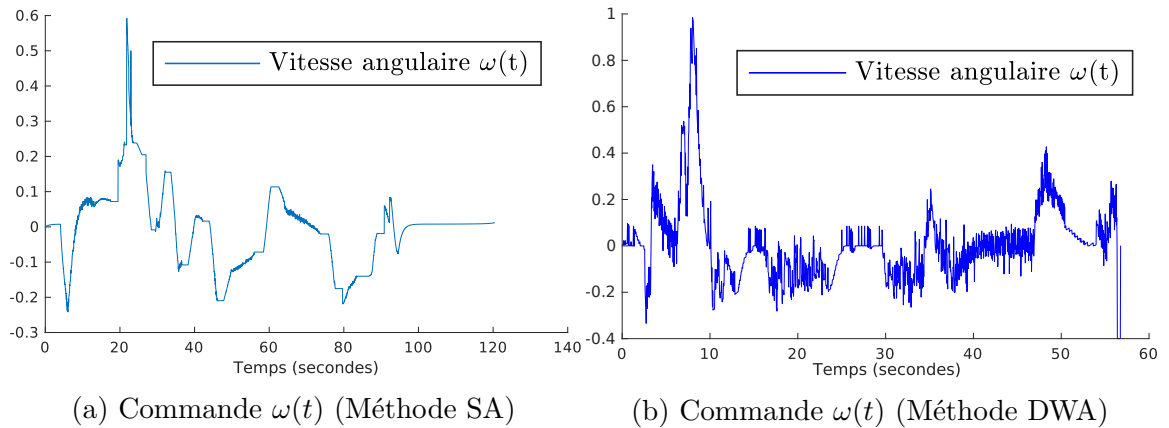 0.6
0.5
0.4
0.3
0.2
0.1
0
-0.1
-0.2
-0.3
0 20 40 60 80 100 120 140
Temps (secondes)
Vitesse angulaire ω(t)
(a) Commande ω(t) (Méthode SA)
1
0.8
0.6
0.4
0.2
0
-0.2
-0.4
0 10 20 30 40 50 60
Temps (secondes)
Vitesse angulaire ω(t)
(b) Commande ω(t) (Méthode DWA)